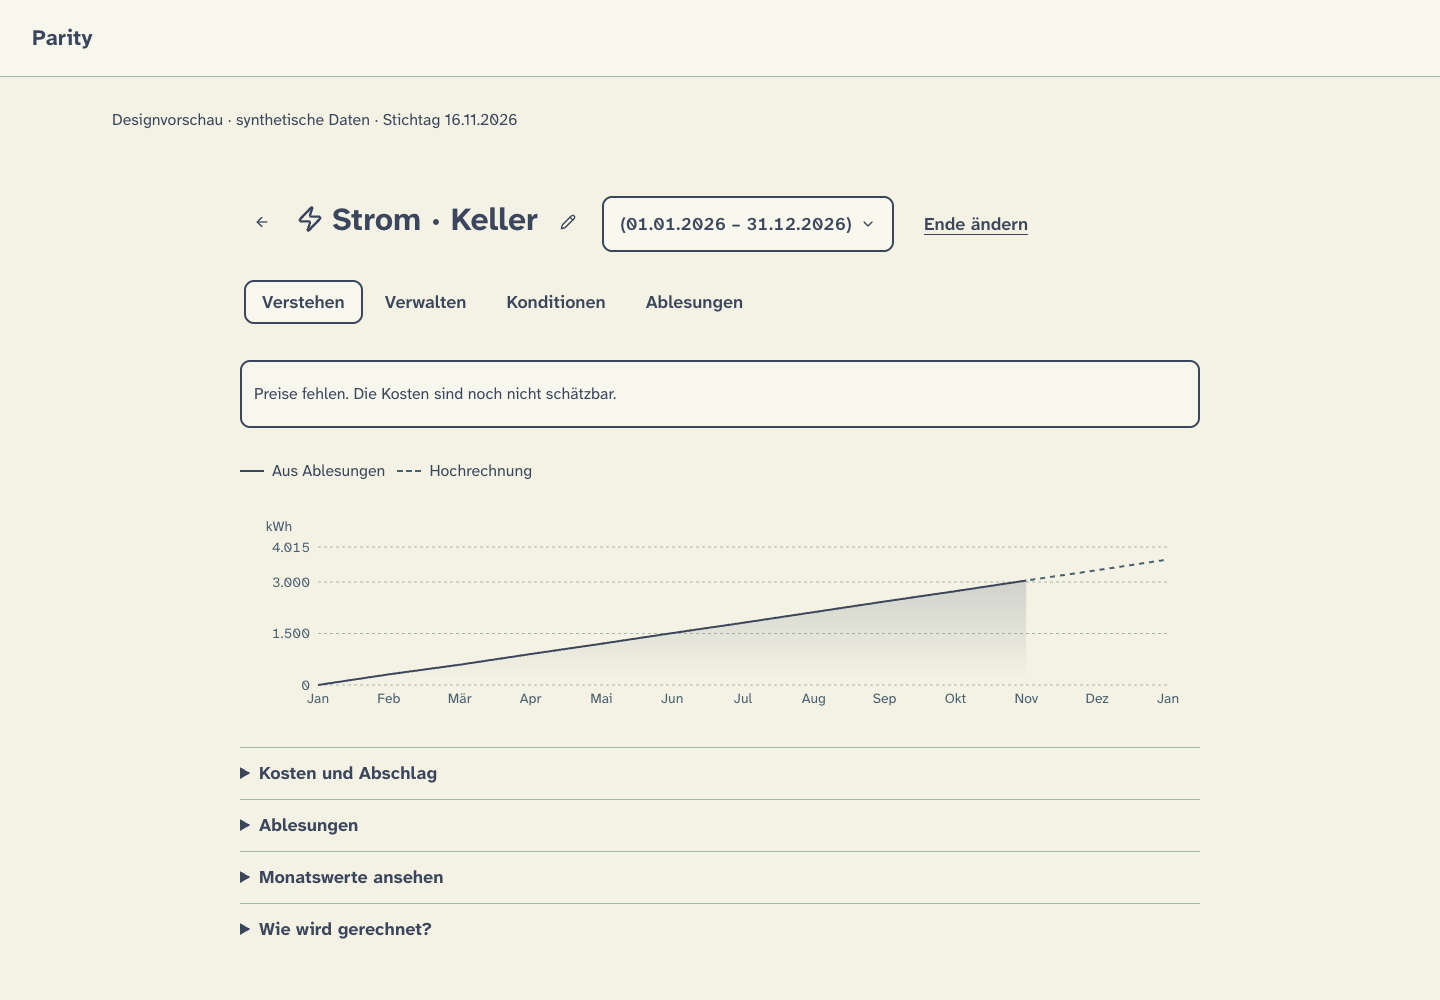 Parity
Designvorschau · synthetische Daten · Stichtag 16.11.2026
Strom · Keller
(01.01.2026 – 31.12.2026)
Ende ändern
Verstehen
Verwalten
Konditionen
Ablesungen
Preise fehlen. Die Kosten sind noch nicht schätzbar.
Aus Ablesungen
Hochrechnung
kWh
4.015
3.000
1.500
0
Jan Feb Mär Apr Mai Jun Jul Aug Sep Okt Nov Dez Jan
Kosten und Abschlag
Ablesungen
Monatswerte ansehen
Wie wird gerechnet?